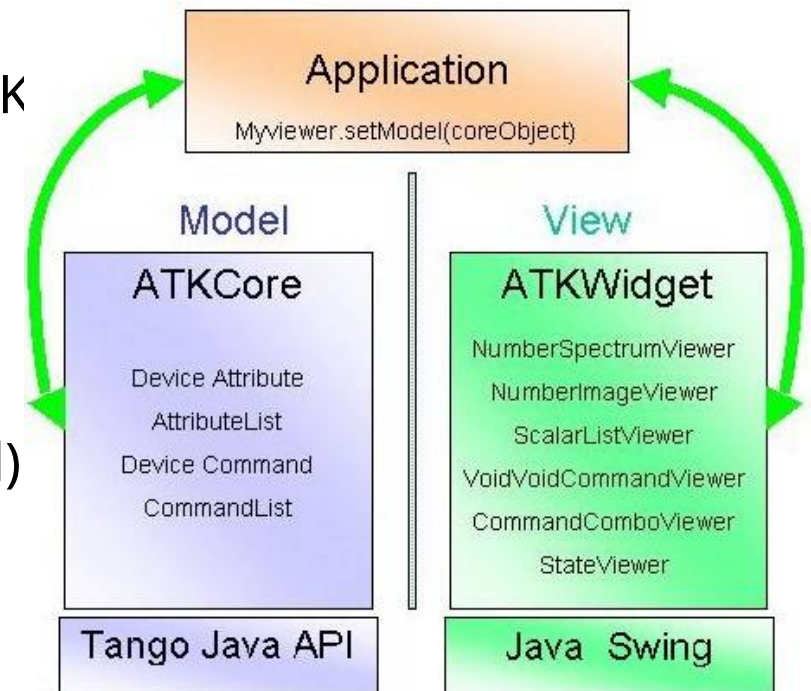 K
Application
Myviewer.setModel(coreObject)
Model
View
ATKCore
Device Attribute
AttributeList
Device Command
CommandList
ATKWidget
NumberSpectrumViewer
NumberImageViewer
ScalarListViewer
VoidVoidCommandViewer
CommandComboViewer
StateViewer
)
Tango Java API
Java Swing